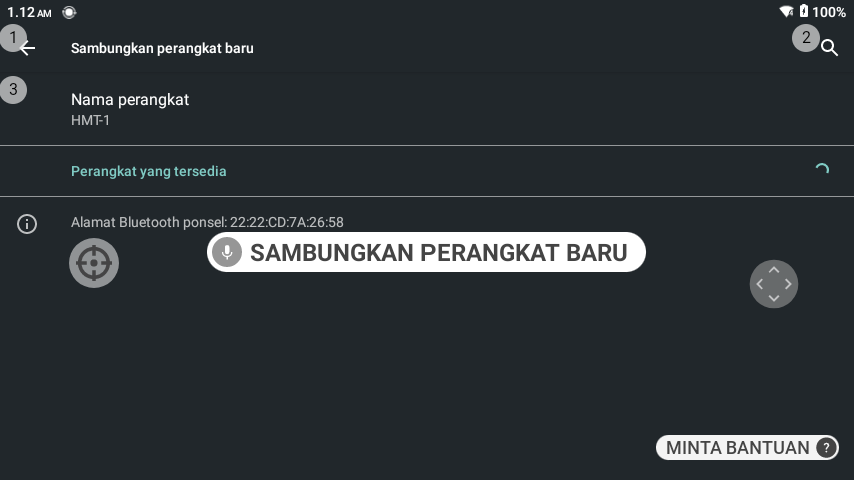 1.12 AM
100%
1
Sambungkan perangkat baru
2
3
Nama perangkat
HMT-1
Perangkat yang tersedia
Alamat Bluetooth ponsel: 22:22:CD:7A:26:58
SAMBUNGKAN PERANGKAT BARU
MINTA BANTUAN ?